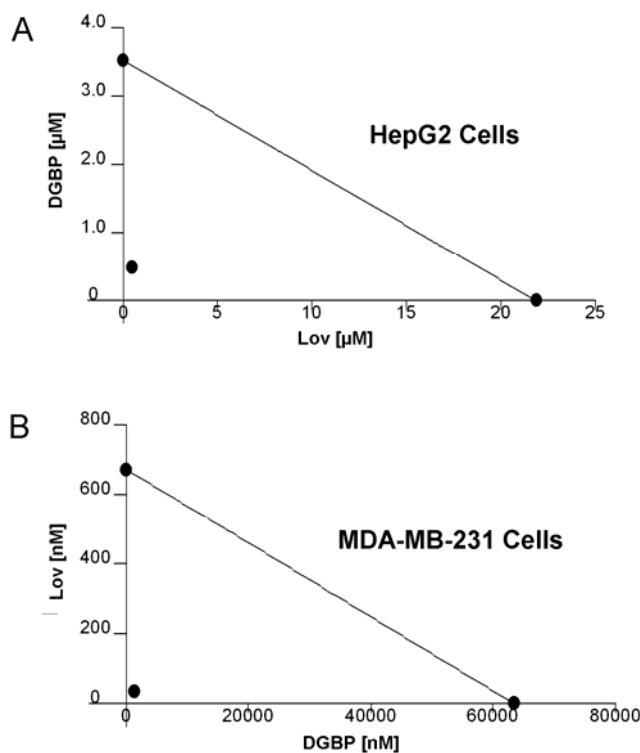 A
4.0
3.0
2.0
1.0
0
DGBP [µM]
HepG2 Cells
0 5 10 15 20 25
Lov [µM]
B
800
600
400
200
0
Lov [nM]
MDA-MB-231 Cells
0 20000 40000 60000 80000
DGBP [nM]